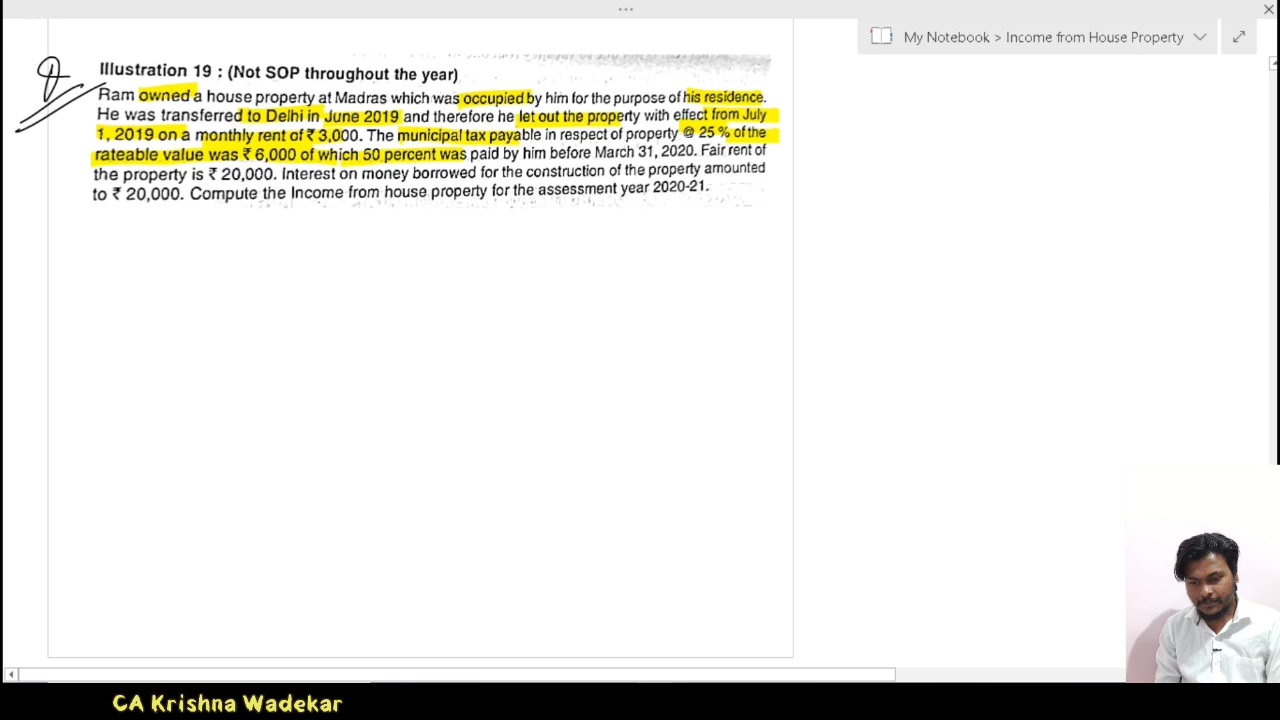 My Notebook > Income from House Property
Illustration 19 : (Not SOP throughout the year)
Ram owned a house property at Madras which was occupied by him for the purpose of his residence.
He was transferred to Delhi in June 2019 and therefore he let out the property with effect from July
1, 2019 on a monthly rent of ₹ 3,000. The municipal tax payable in respect of property @ 25 % of the
rateable value was ₹ 6,000 of which 50 percent was paid by him before March 31, 2020. Fair rent of
the property is ₹ 20,000. Interest on money borrowed for the construction of the property amounted
to ₹ 20,000. Compute the Income from house property for the assessment year 2020-21.
CA Krishna Wadekar